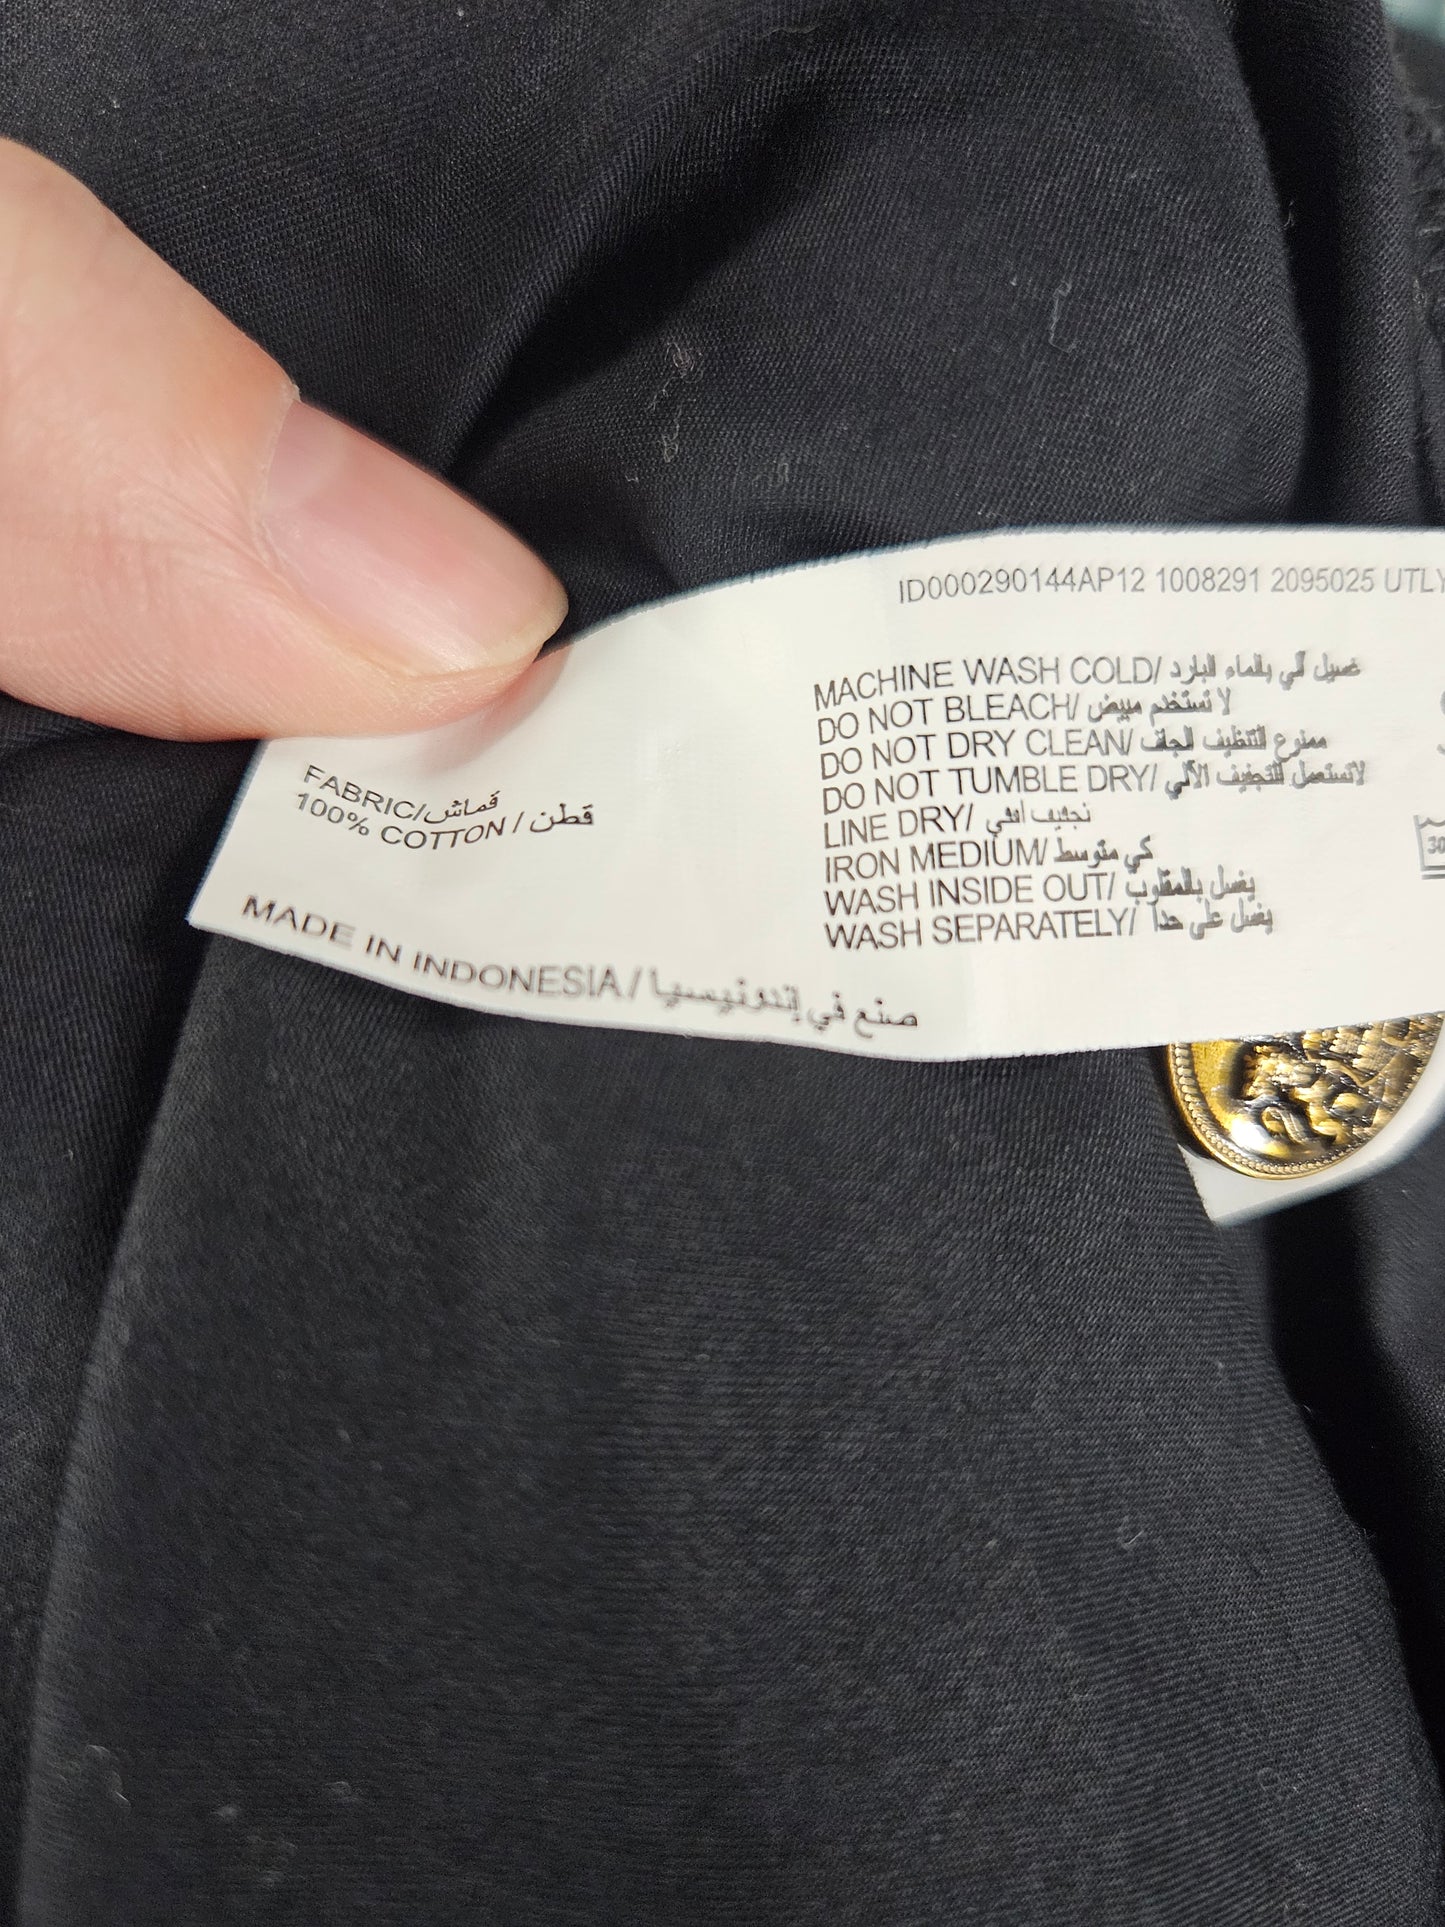 ID000290144AP12 1008291 2095025 UTLY
MACHINE WASH COLD/ غسيل آلي بالماء البارد
DO NOT BLEACH/ لا تستخدم مبيض
DO NOT DRY CLEAN/ ممنوع التنظيف الجاف
DO NOT TUMBLE DRY/ لاتستعمل التجفيف الألي
LINE DRY/
IRON MEDIUM/ كي متوسط
WASH INSIDE OUT/ يغسل بالمقلوب
WASH SEPARATELY/ يغسل على حدا
30
FABRIC/قماش
100% COTTON / قطن
MADE IN INDONESIA / صنع في إندونيسيا